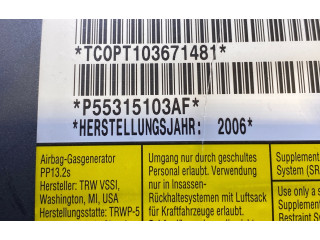 *TCOPT103671481*
*P55315103AF*
*HERSTELLUNGSJAHR: 2006*
Airbag-Gasgenerator
PP13.2s
Hersteller: TRW VSSI,
Washington, MI, USA
Herstellungsstatte: TRWP-5
Umgang nur durch geschultes
Personal erlaubt. Verwendung
nur in Insassen-
Rückhaltesystemen mit Luftsack
für Kraftfahrzeuge erlaubt.
Supplement
System (SR
Use only a s
Supplement
Restraint S